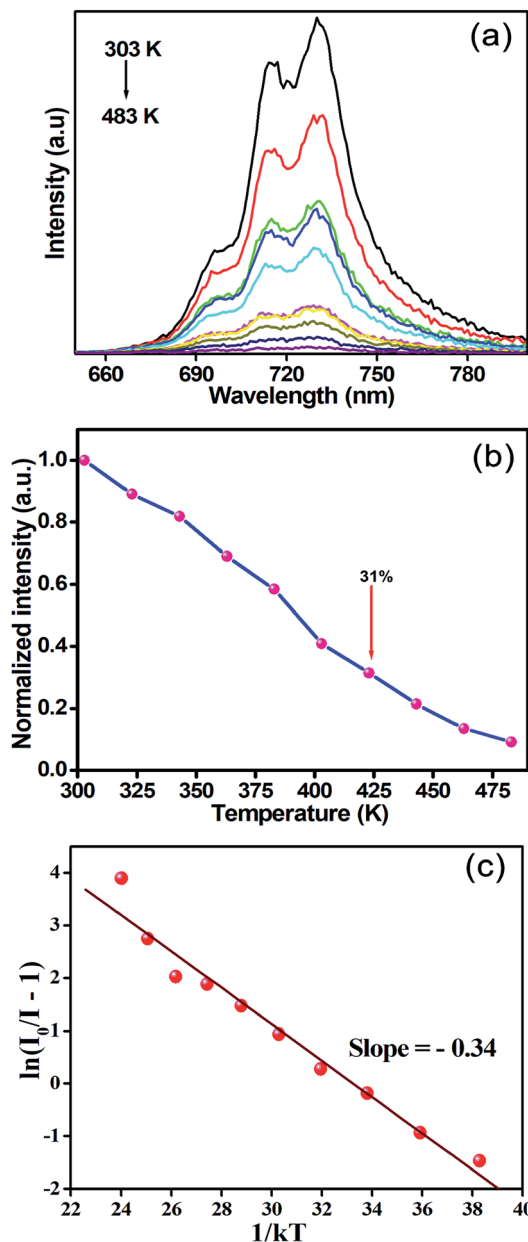 (a)
303 K
483 K
Intensity (a.u)
660 690 720 750 780
Wavelength (nm)
(b)
1.0
0.8
0.6
0.4
0.2
0.0
31%
Normalized intensity (a.u.)
300 325 350 375 400 425 450 475
Temperature (K)
(c)
4
3
2
1
0
-1
-2
ln(I0/I - 1)
Slope = - 0.34
22 24 26 28 30 32 34 36 38 40
1/kT